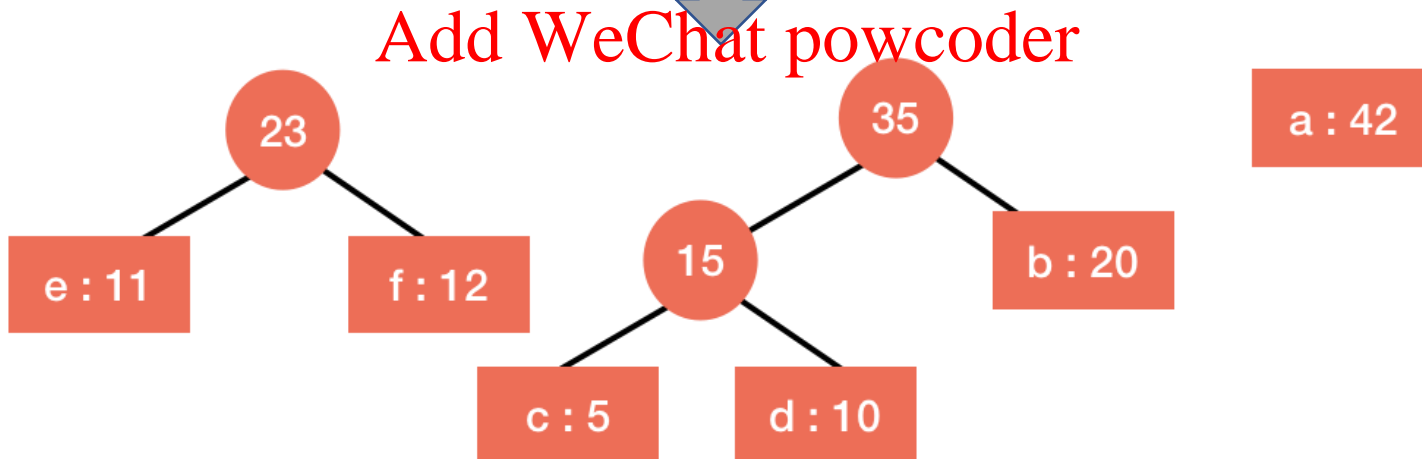 Add WeChat powcoder
23
35
a : 42
e : 11
f : 12
15
b : 20
c : 5
d : 10